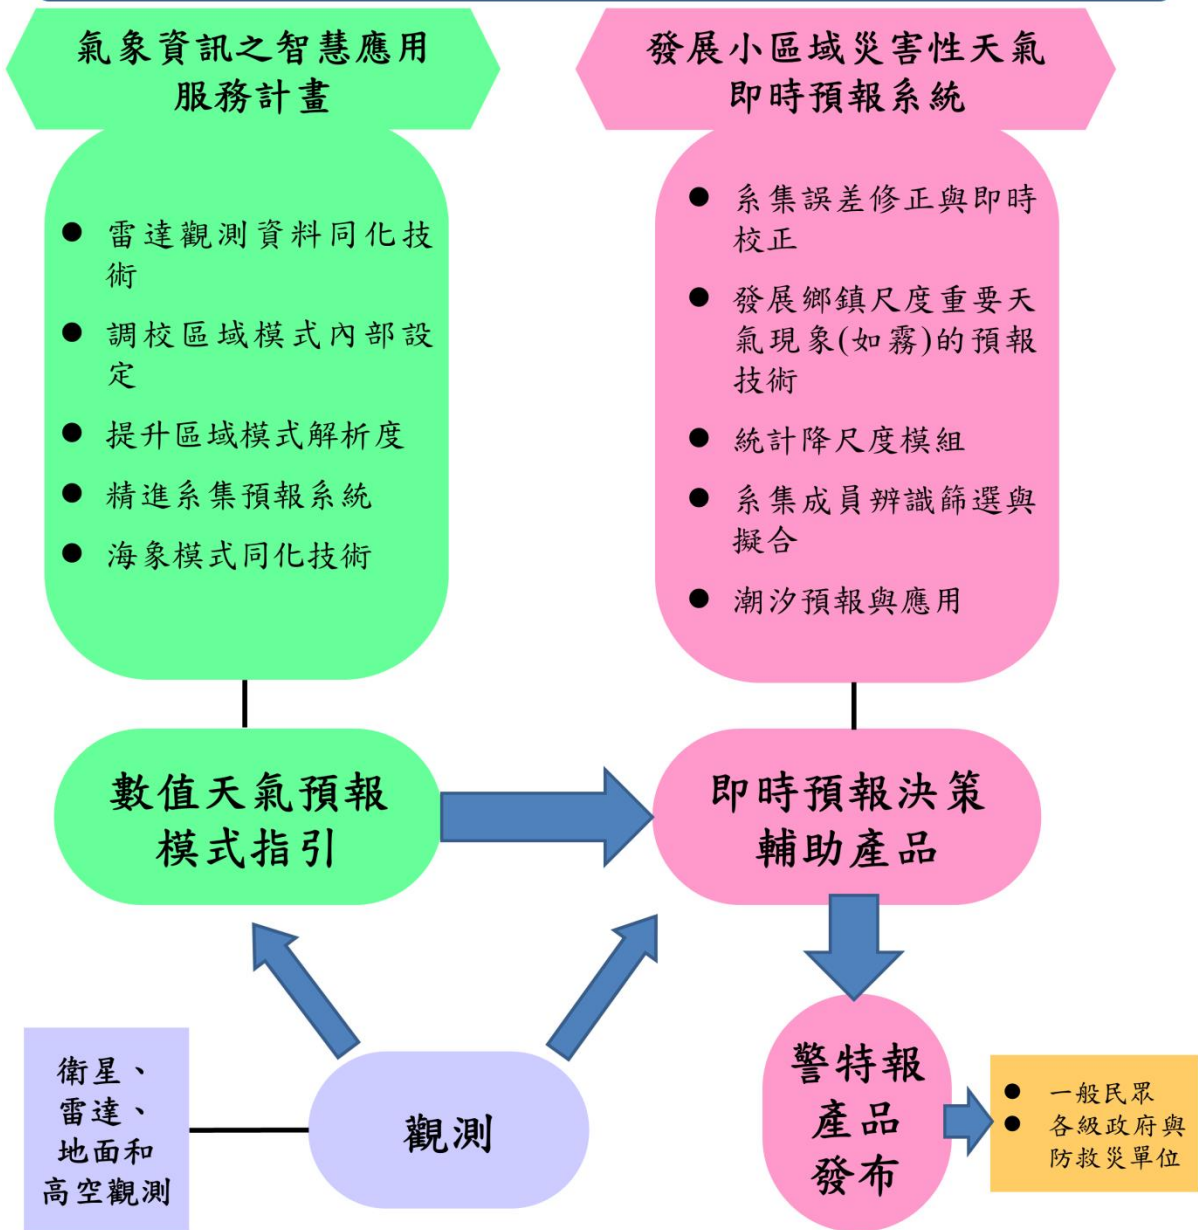 氣象資訊之智慧應用
服務計畫
● 雷達觀測資料同化技
術
● 調校區域模式內部設
定
● 提升區域模式解析度
● 精進系集預報系統
● 海象模式同化技術
發展小區域災害性天氣
即時預報系統
● 系集誤差修正與即時
校正
● 發展鄉鎮尺度重要天
氣現象(如霧)的預報
技術
● 統計降尺度模組
● 系集成員辨識篩選與
擬合
● 潮汐預報與應用
數值天氣預報
模式指引
即時預報決策
輔助產品
衛星、
雷達、
地面和
高空觀測
觀測
警特報
產品
發布
● 一般民眾
● 各級政府與
防救災單位